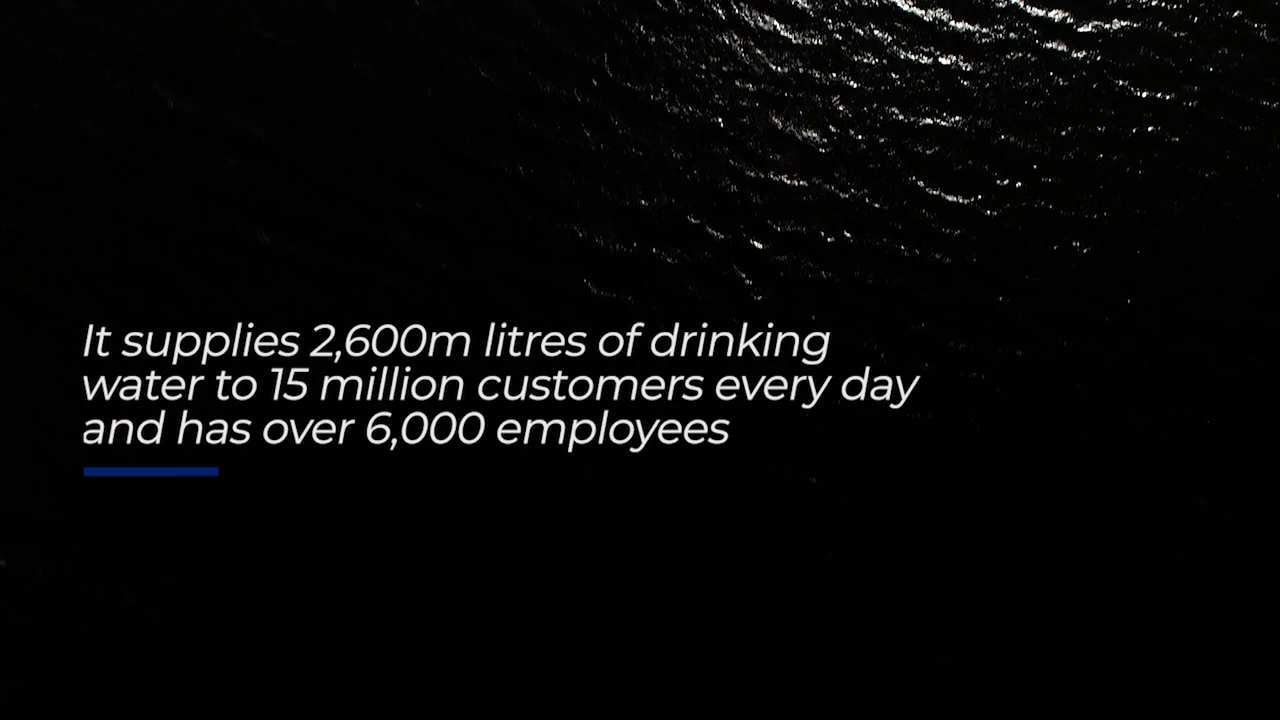 It supplies 2,600m litres of drinking
water to 15 million customers every day
and has over 6,000 employees